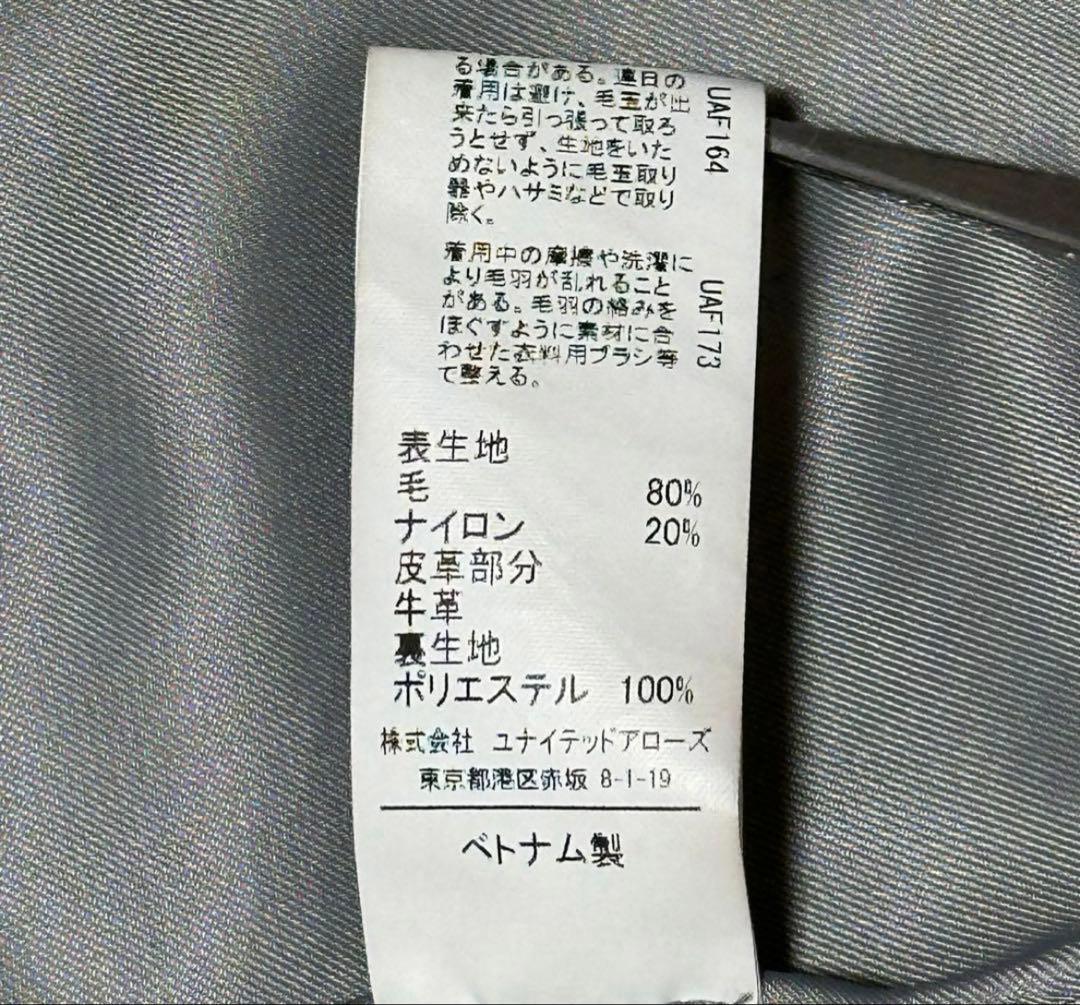 る場合がある。連日の
着用は避け、毛玉が出
来たら引っ張って取ろ
うとせず、生地をいた
めないように毛玉取り
器やハサミなどで取り
除く。
UAF164
着用中の摩擦や洗濯に
より毛羽が乱れること
がある。毛羽の絡みを
ほぐすように素材に合
わせた衣料用ブラシ等
で整える。
UAF173
表生地
毛 80%
ナイロン 20%
皮革部分
牛革
裏生地
ポリエステル 100%
株式会社 ユナイテッドアローズ
東京都港区赤坂 8-1-19
ベトナム製